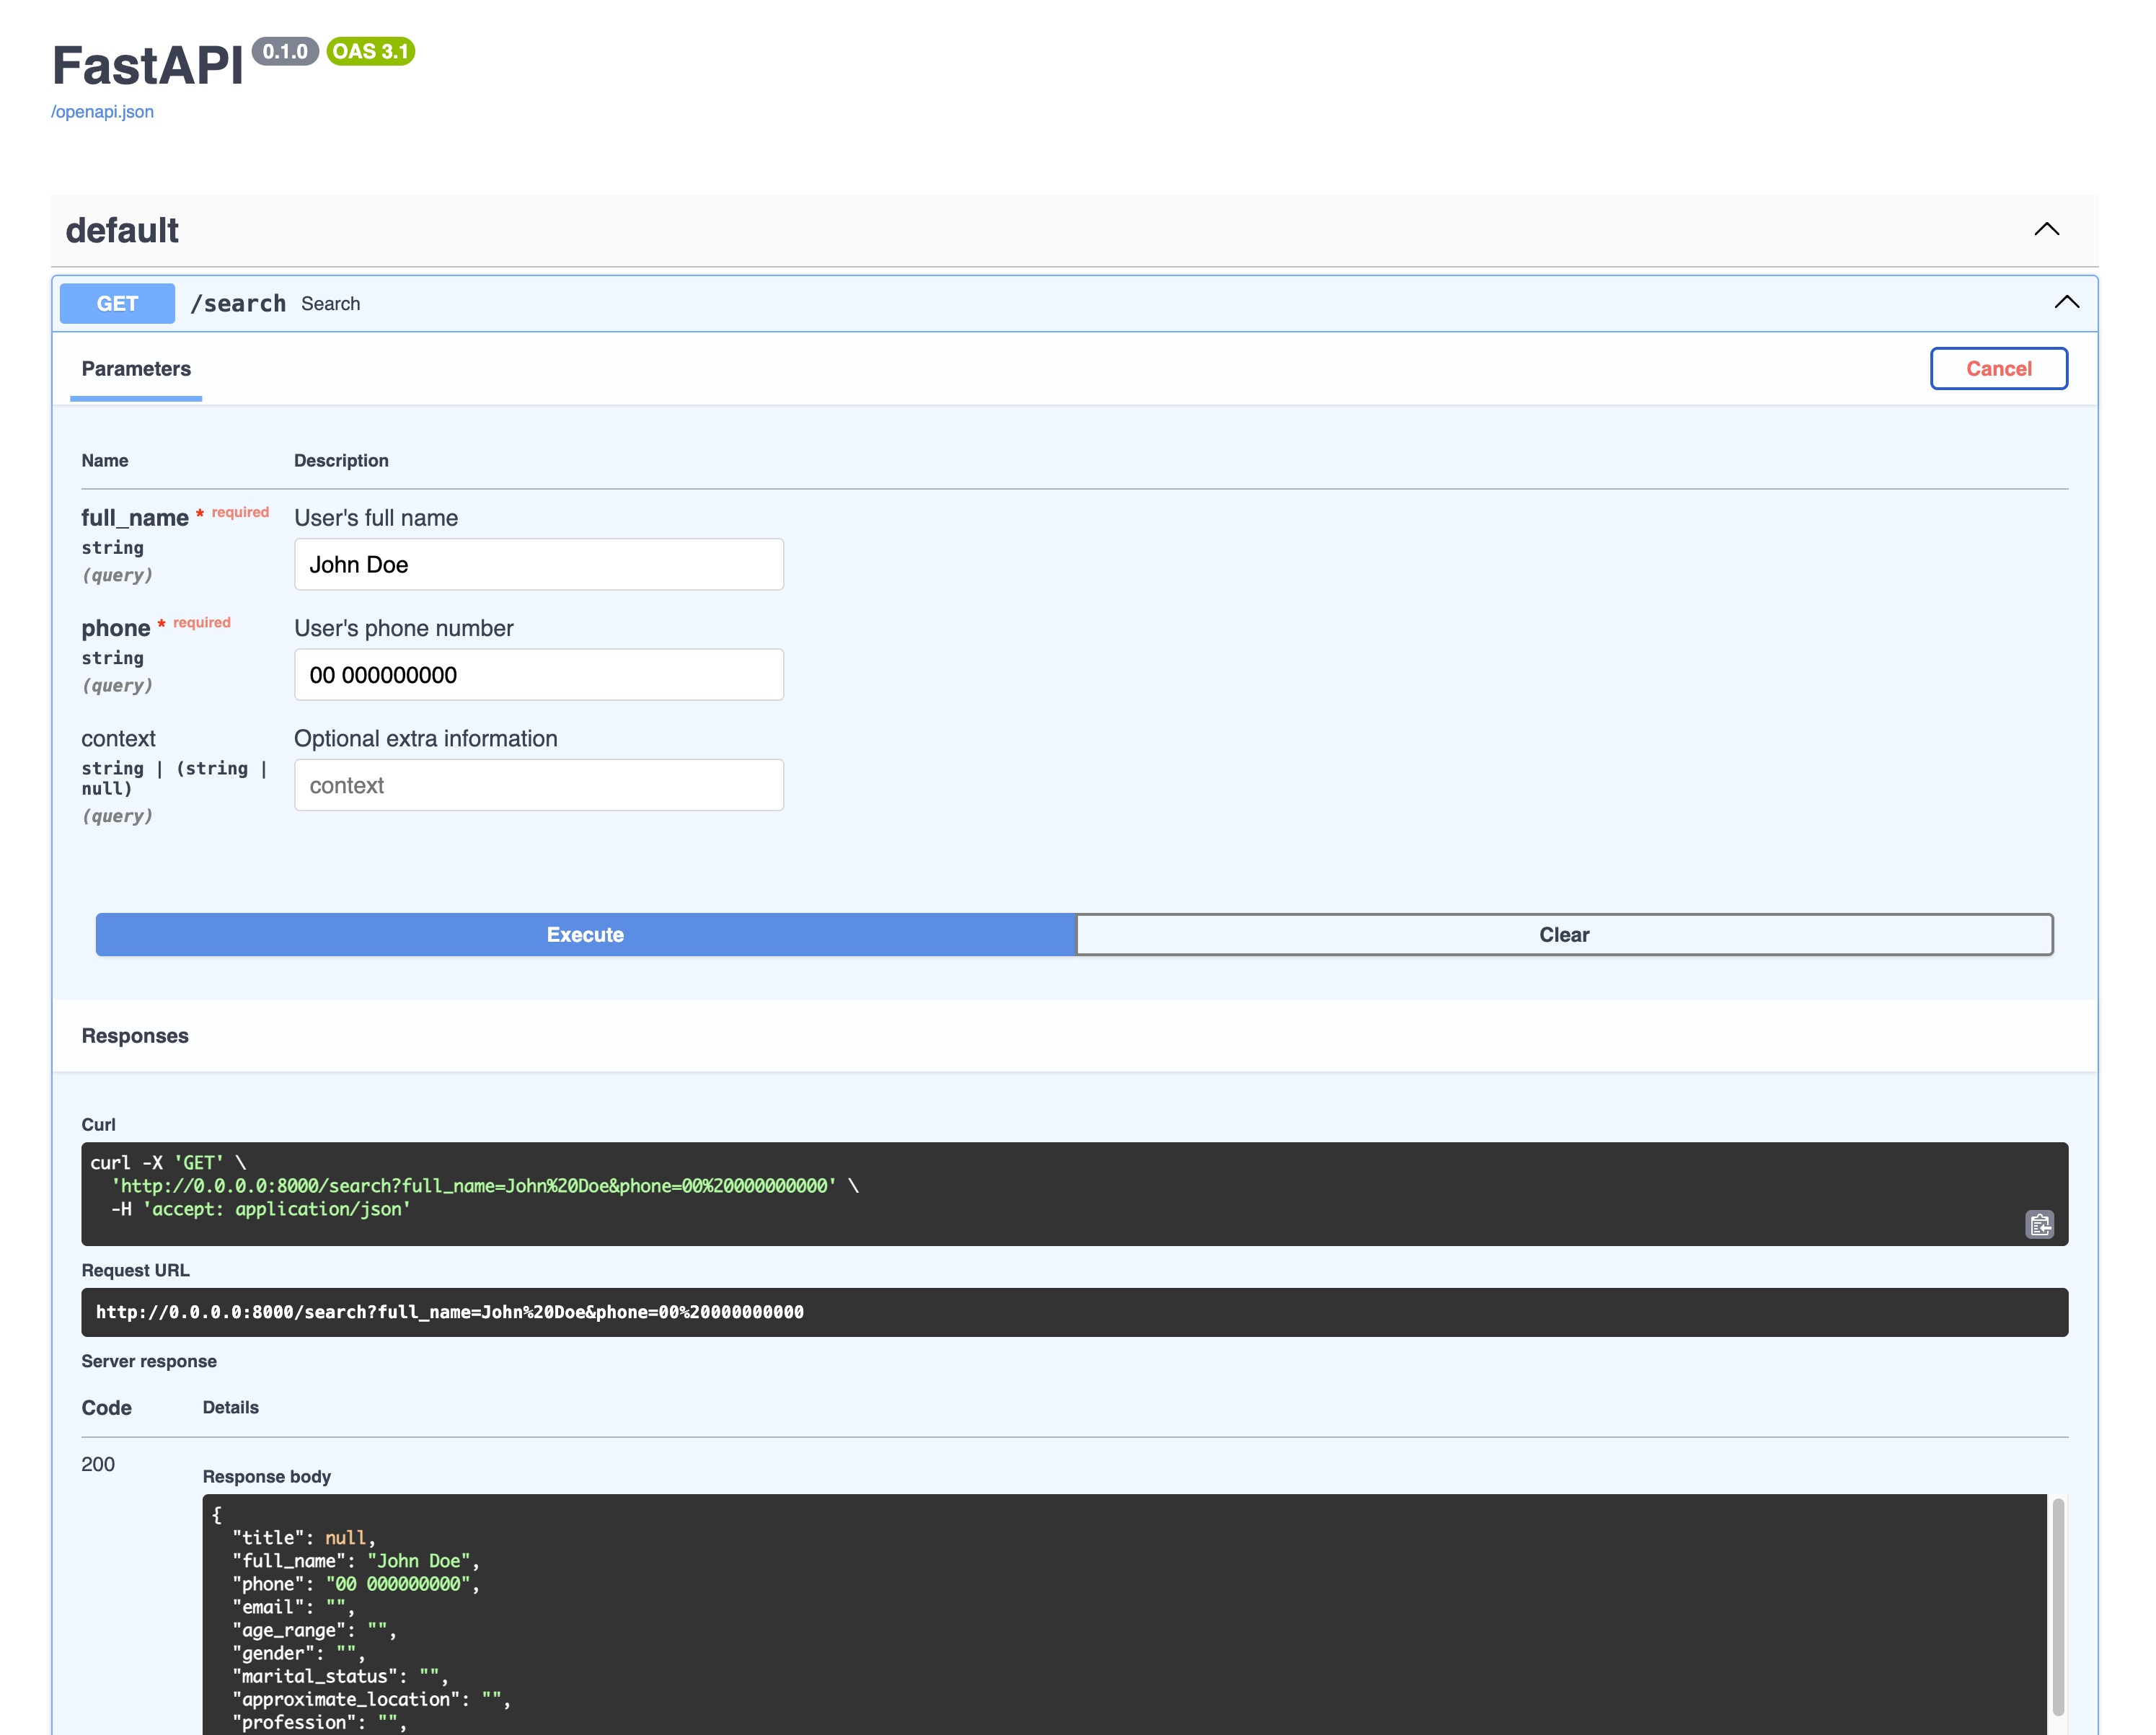 FastAPI 0.1.0 OAS 3.1
/openapi.json
default
GET /search Search
Parameters
Cancel
Name Description
full_name * required User's full name
string
(query)
John Doe
phone * required User's phone number
string
(query)
00 000000000
context Optional extra information
string | (string |
null)
(query)
context
Execute Clear
Responses
Curl
curl -X 'GET' \
'http://0.0.0.0:8000/search?full_name=John%20Doe&phone=00%20000000000' \
-H 'accept: application/json'
Request URL
http://0.0.0.0:8000/search?full_name=John%20Doe&phone=00%20000000000
Server response
Code Details
200
Response body
{
"title": null,
"full_name": "John Doe",
"phone": "00 000000000",
"email": "",
"age_range": "",
"gender": "",
"marital_status": "",
"approximate_location": "",
"profession": "",